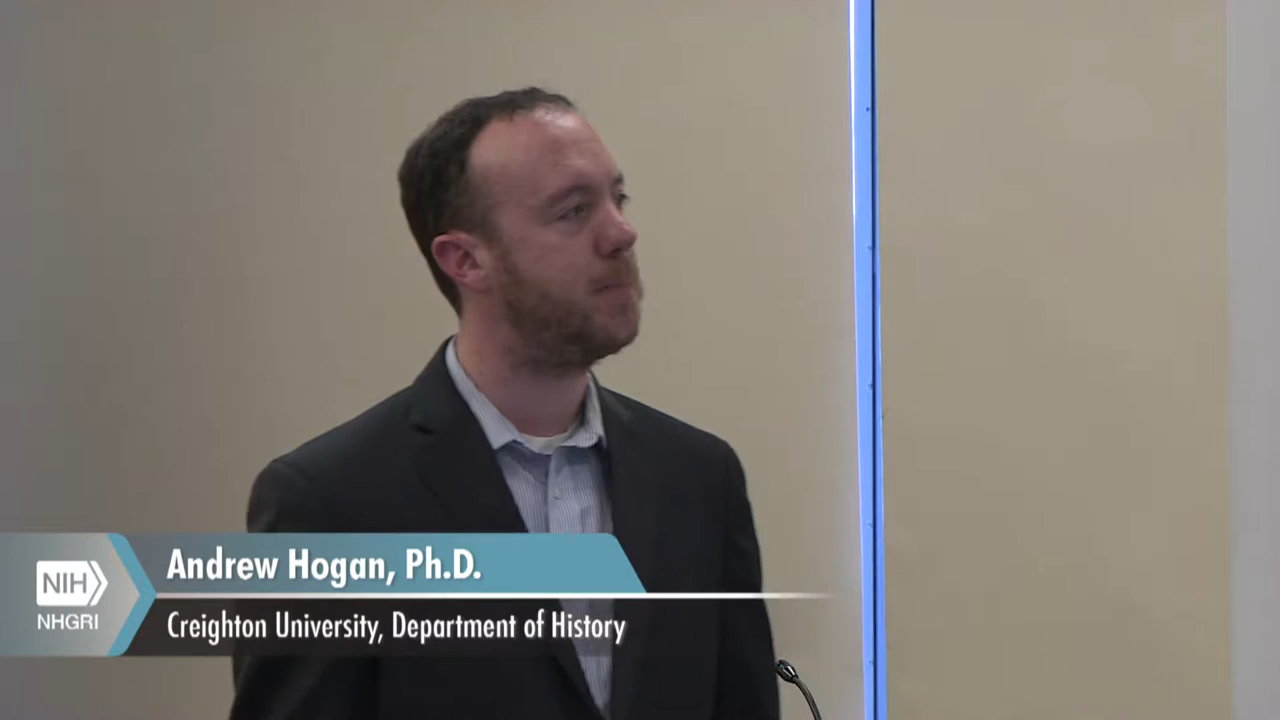 Andrew Hogan, Ph.D.
NIH
NHGRI
Creighton University, Department of History